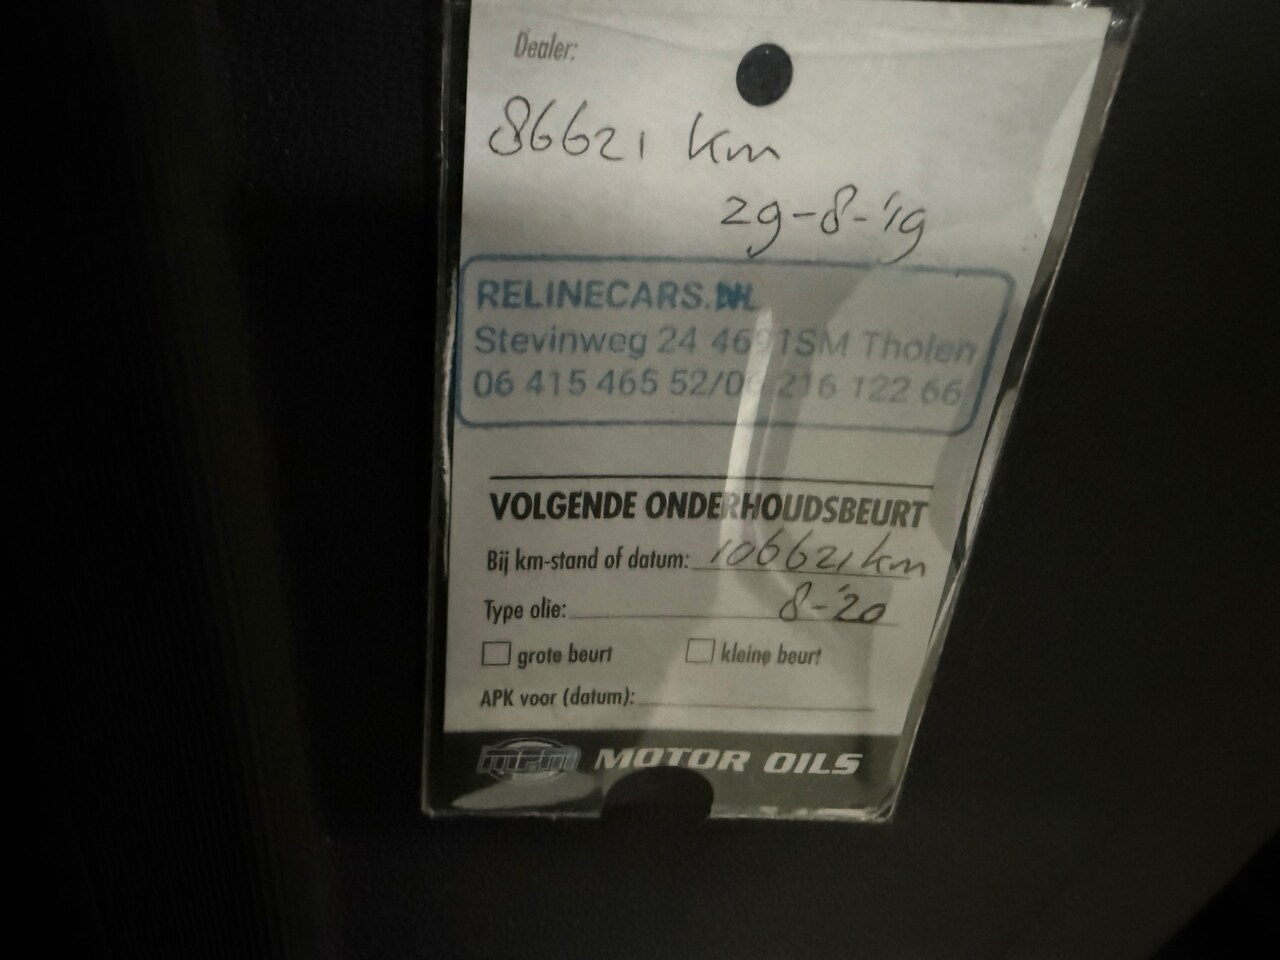 Dealer:
86621 km
29-8-'19
RELINECARS.NL
Stevinweg 24 4691SM Tholen
06 415 465 52/06 216 122 66
VOLGENDE ONDERHOUDSBEURT
Bij km-stand of datum: 106621 km
Type olie: 8-'20
grote beurt kleine beurt
APK voor (datum):
MPM MOTOR OILS